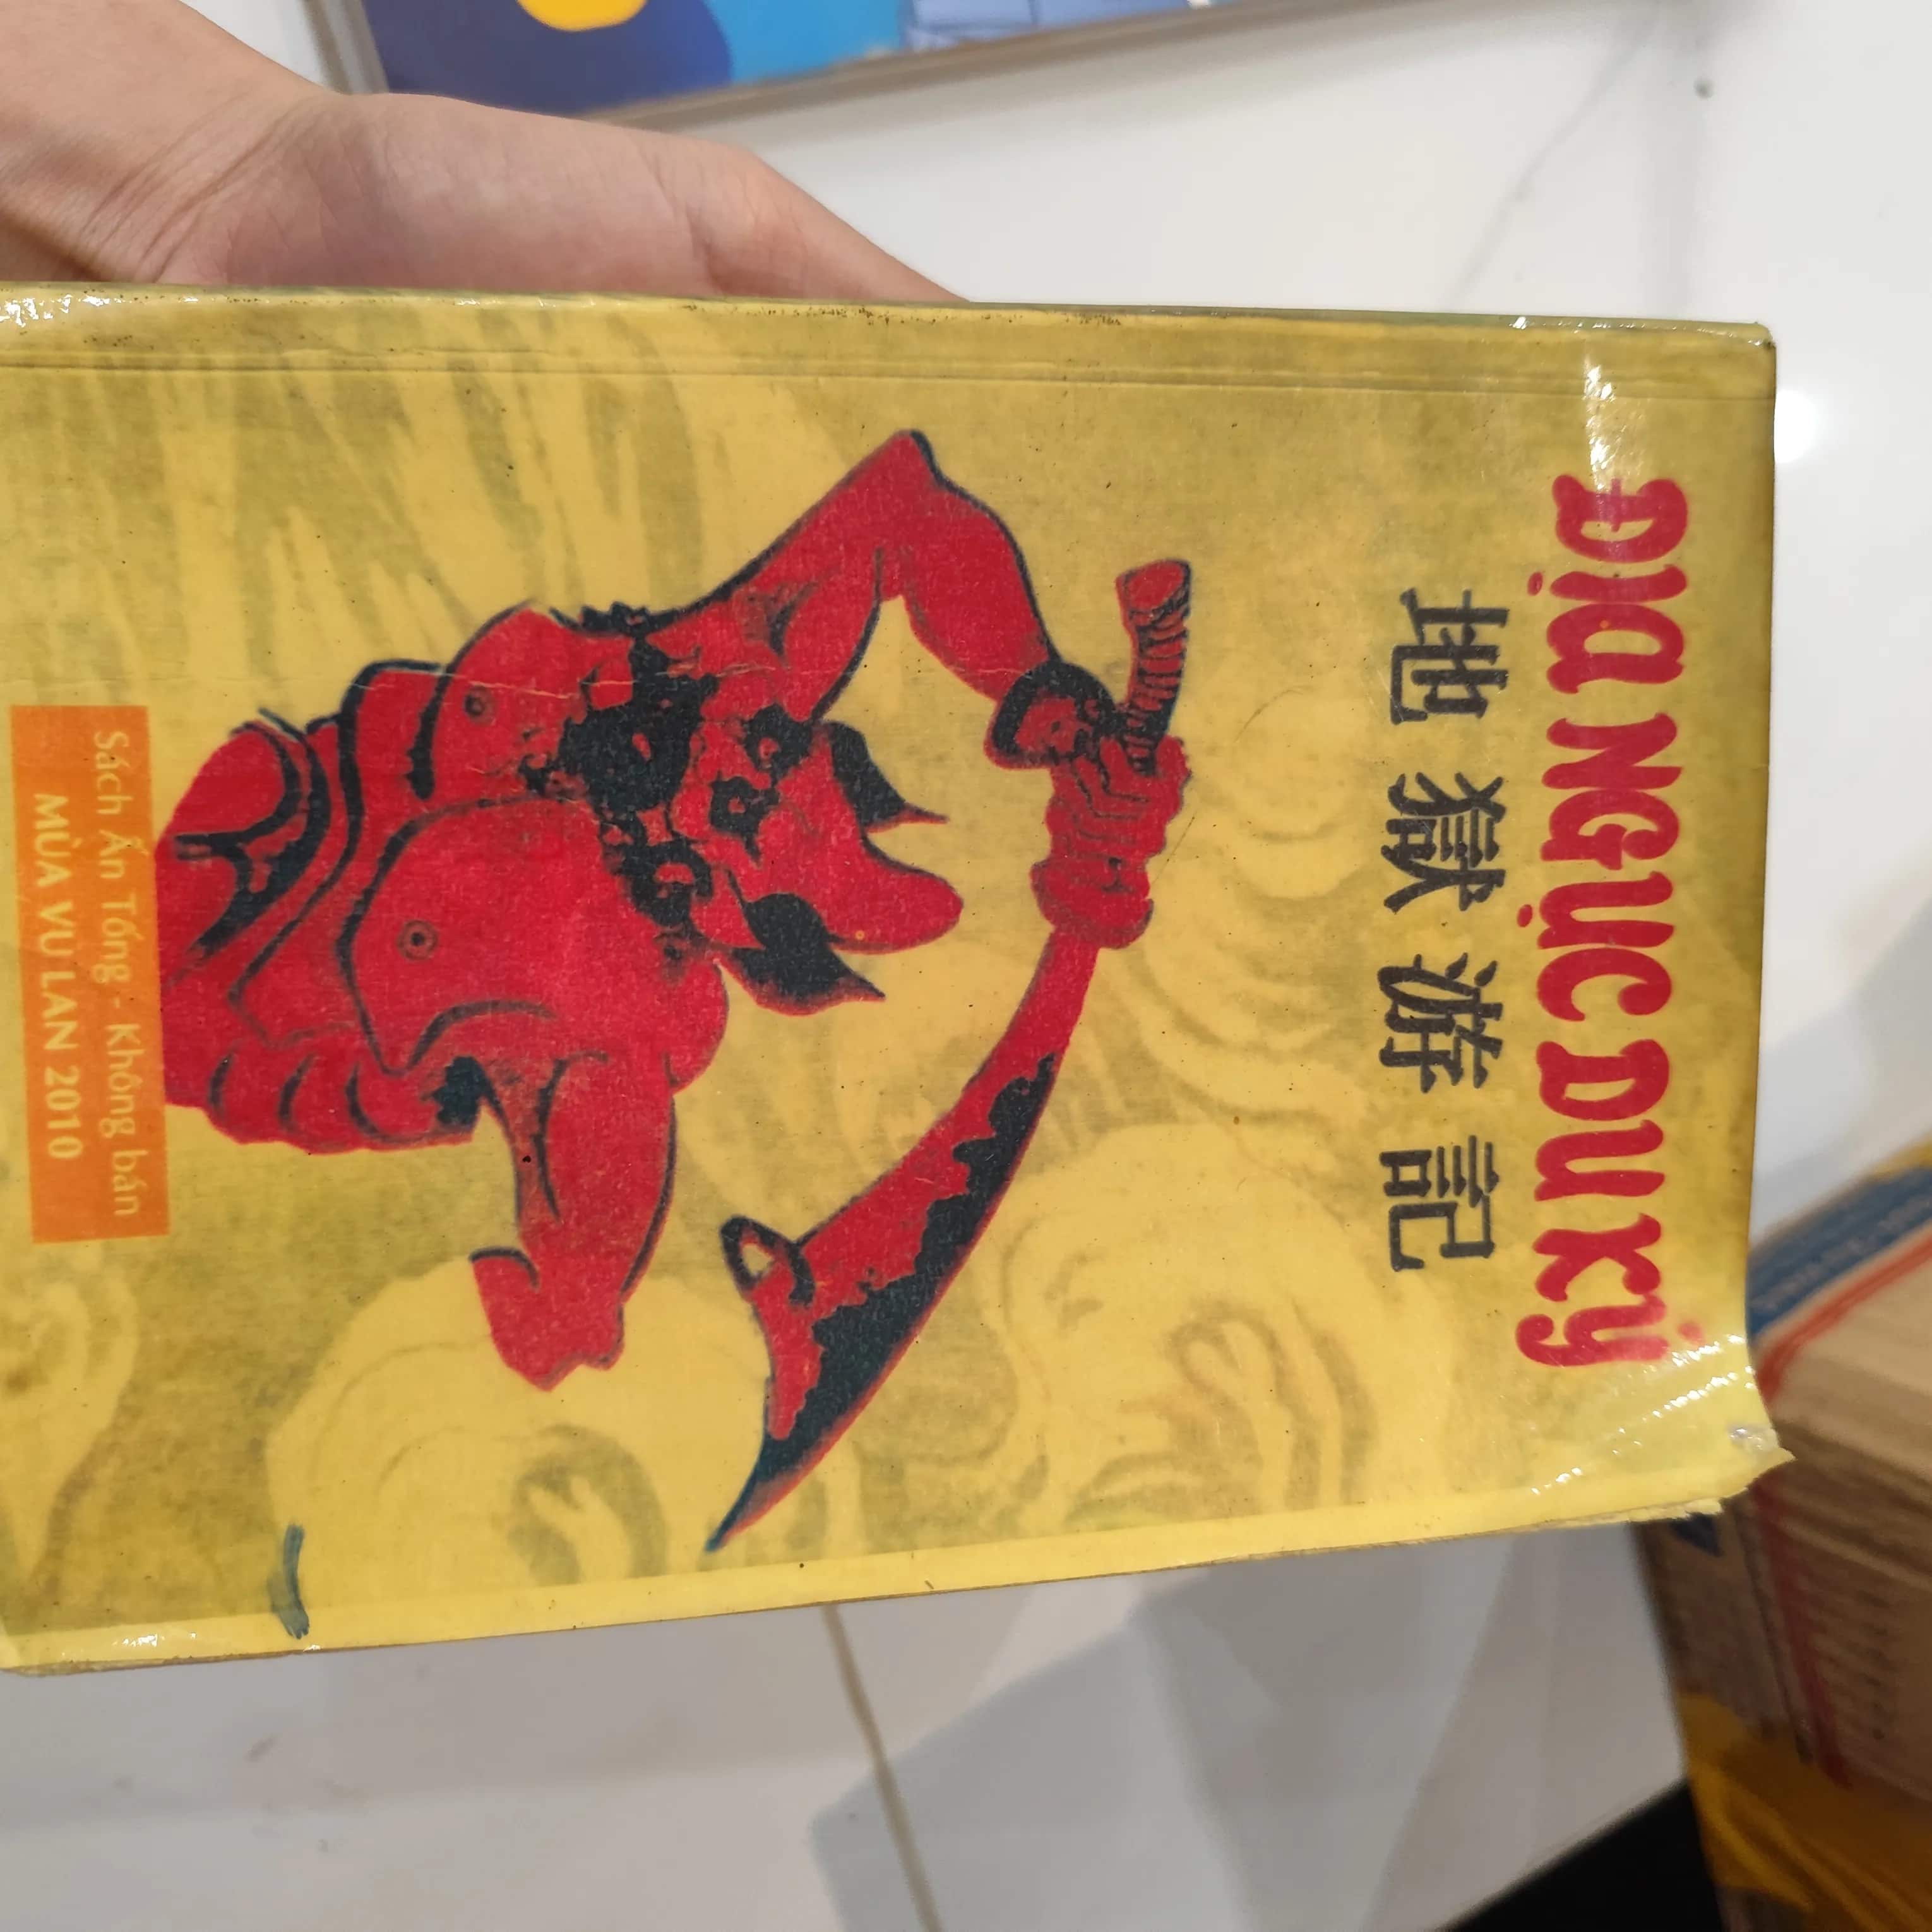 ĐỊA NGỤC DU KÝ
地獄游記
Sách Ấn Tống - Không bán
MÙA VU LAN 2010